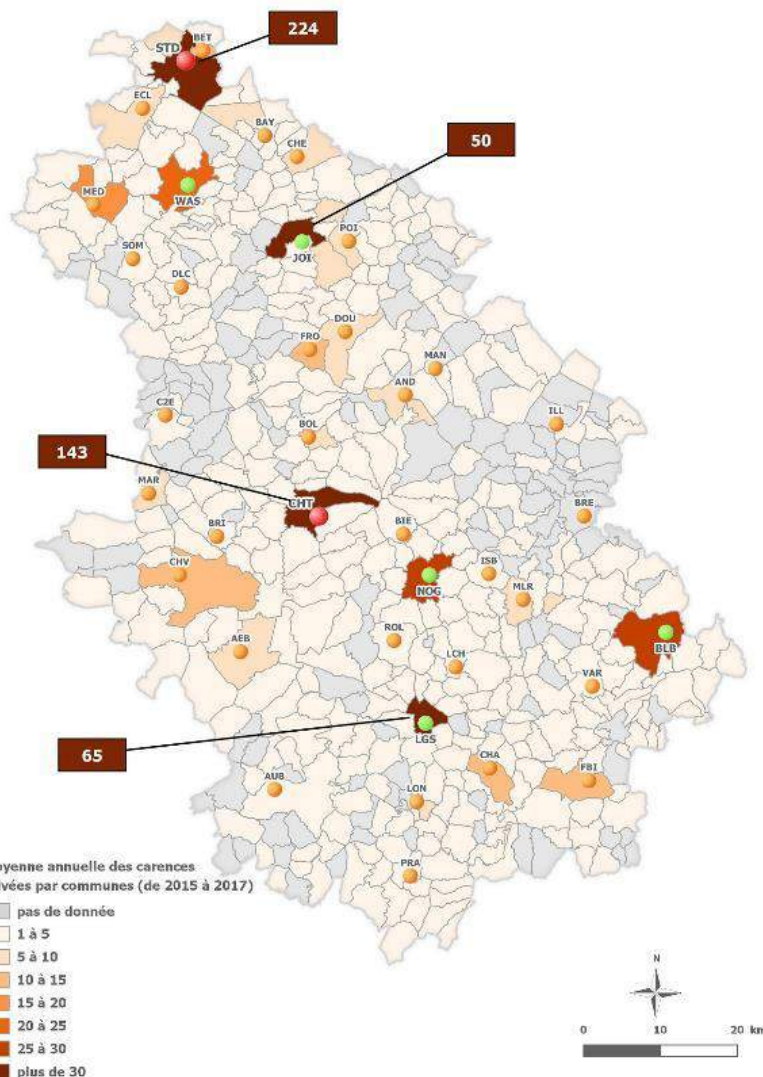 224
STD
BET
ECL
BAY
CHE
50
MED
WAS
JOI
POI
SOM
DLC
DOU
FRO
MAN
AND
C2E
ILL
BOL
143
MAR
CHT
BRE
BRI
BIE
CHV
NOG
ISB
MLR
AEB
ROL
BLB
LCH
VAR
65
LGS
CHA
FBI
AUB
LON
PRA
oyenne annuelle des carences
ivées par communes (de 2015 à 2017)
pas de donnée
1 à 5
5 à 10
10 à 15
15 à 20
20 à 25
25 à 30
plus de 30
N
0 10 20 km